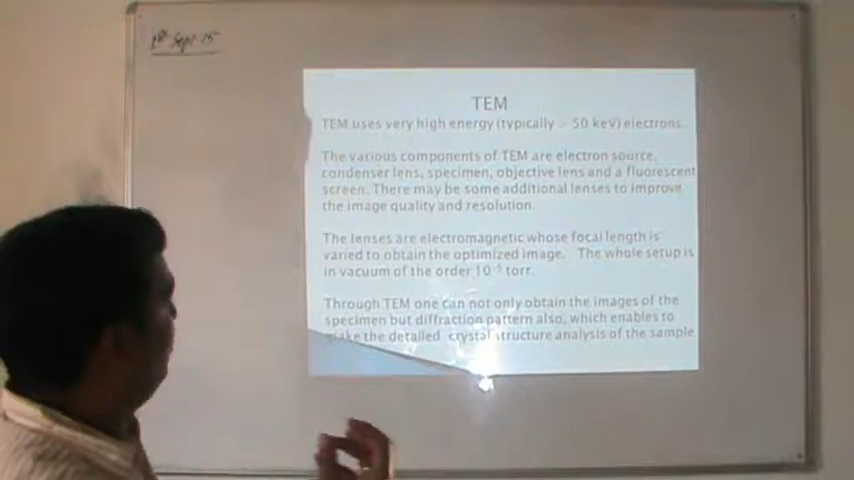 1st Sept-15
TEM
TEM uses very high energy (typically > 50 keV) electrons.
The various components of TEM are electron source,
condenser lens, specimen, objective lens and a fluorescent
screen. There may be some additional lenses to improve
the image quality and resolution.
The lenses are electromagnetic whose focal length is
varied to obtain the optimized image. The whole setup is
in vacuum of the order 10⁻⁵ torr.
Through TEM one can not only obtain the images of the
specimen but diffraction pattern also, which enables to
make the detailed crystal structure analysis of the sample